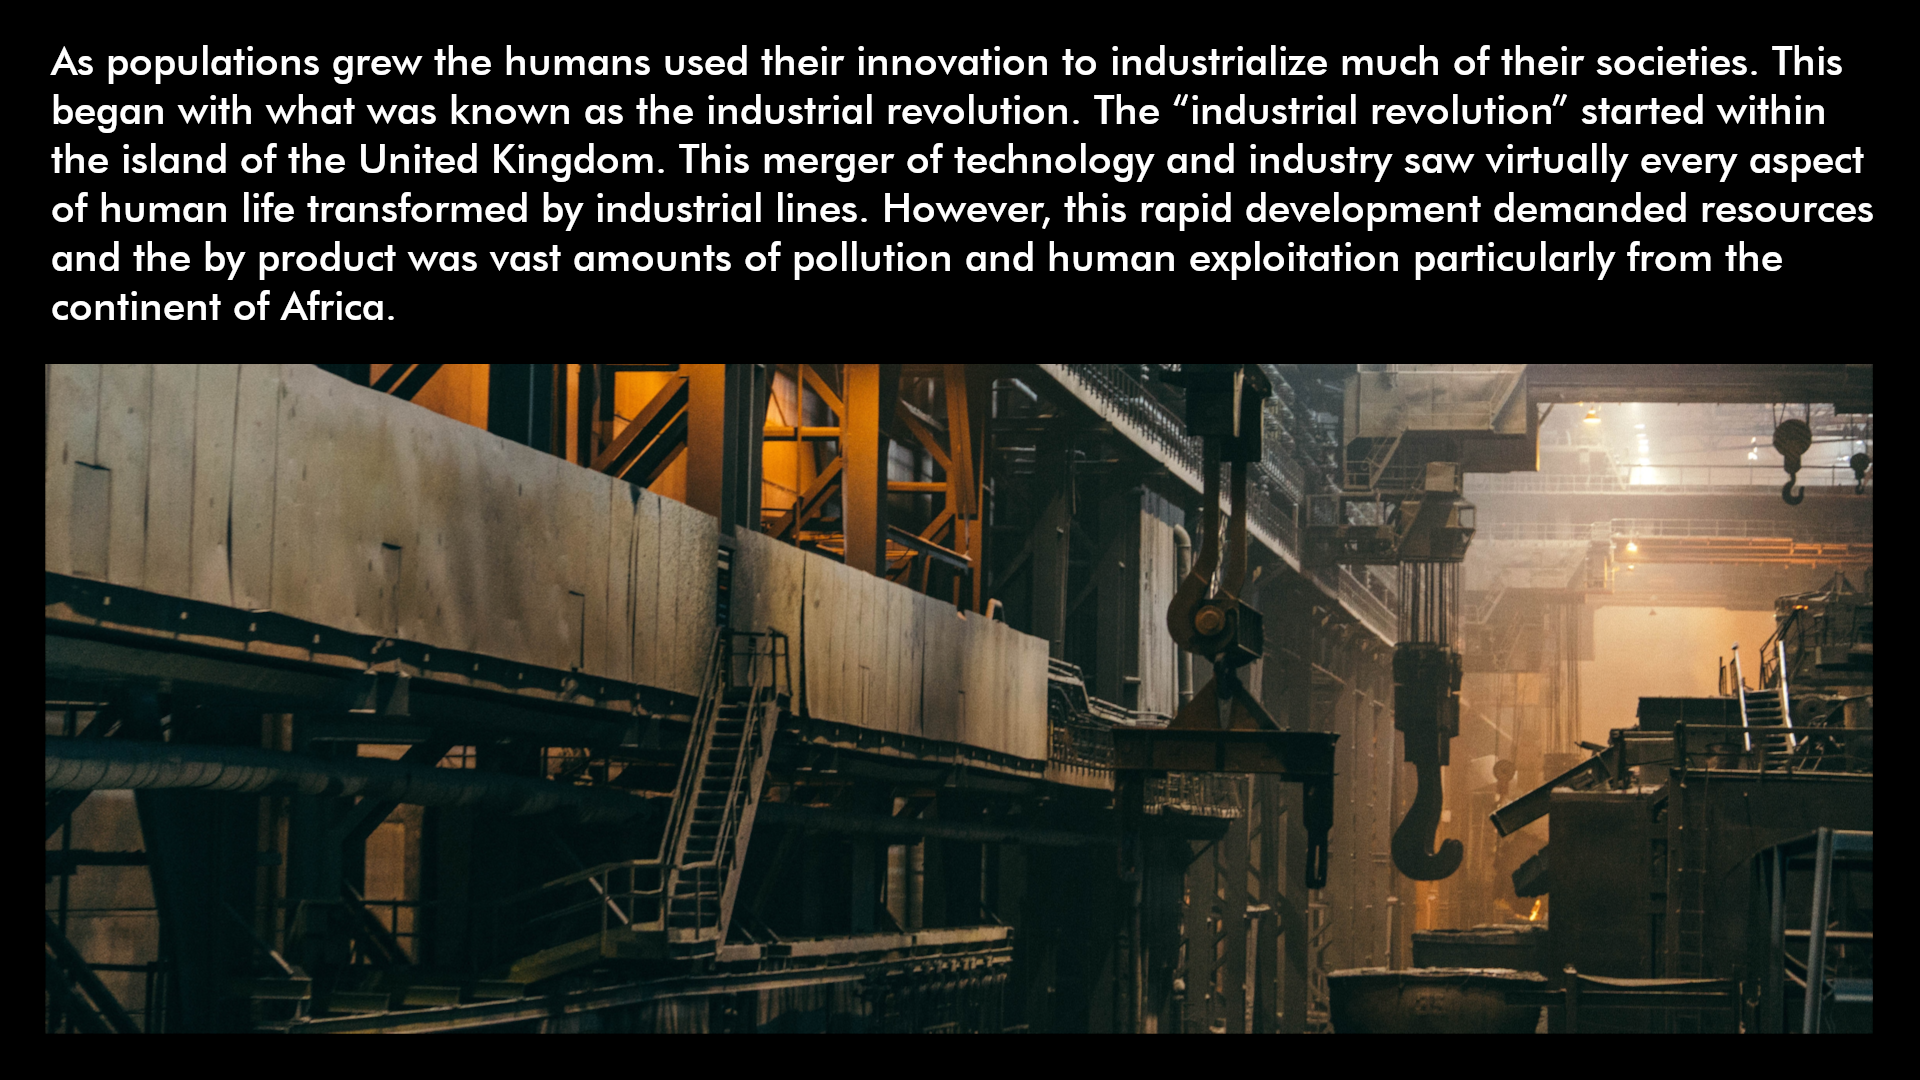 As populations grew the humans used their innovation to industrialize much of their societies. This
began with what was known as the industrial revolution. The “industrial revolution” started within
the island of the United Kingdom. This merger of technology and industry saw virtually every aspect
of human life transformed by industrial lines. However, this rapid development demanded resources
and the by product was vast amounts of pollution and human exploitation particularly from the
continent of Africa.